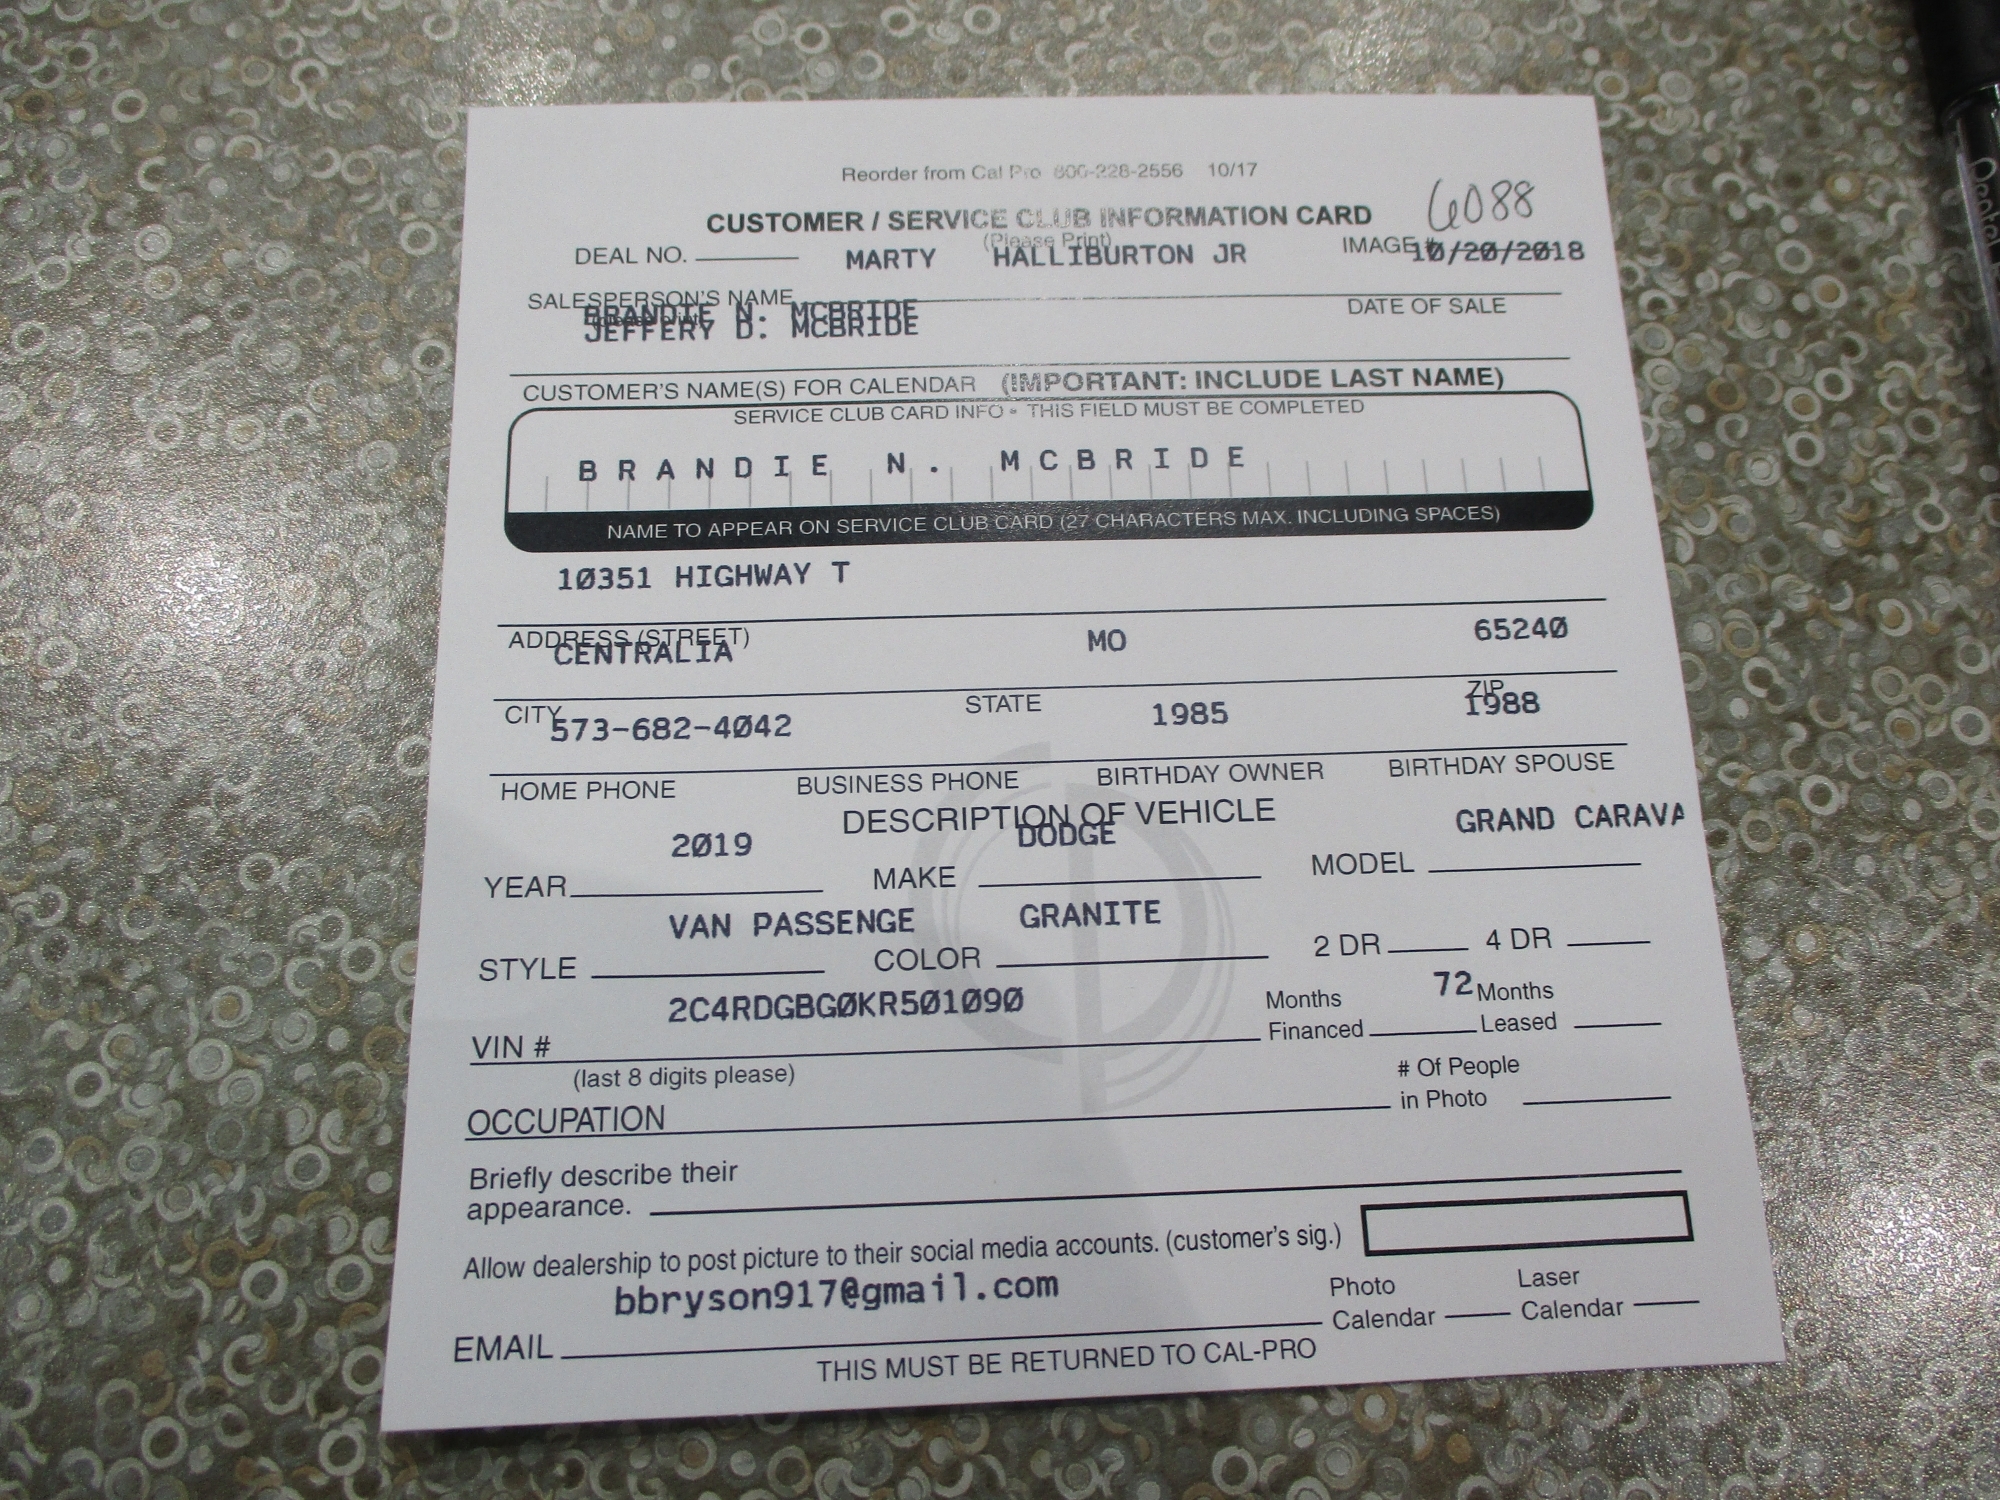 Reorder from Cal Pro 800-228-2556 10/17
CUSTOMER / SERVICE CLUB INFORMATION CARD 6088
(Please Print)
DEAL NO. MARTY HALLIBURTON JR IMAGE # 10/20/2018
SALESPERSON'S NAME DATE OF SALE
BRANDIE N. MCBRIDE
JEFFERY D. MCBRIDE
CUSTOMER'S NAME(S) FOR CALENDAR (IMPORTANT: INCLUDE LAST NAME)
SERVICE CLUB CARD INFO - THIS FIELD MUST BE COMPLETED
BRANDIE N. MCBRIDE
NAME TO APPEAR ON SERVICE CLUB CARD (27 CHARACTERS MAX. INCLUDING SPACES)
10351 HIGHWAY T
ADDRESS (STREET)
CENTRALIA MO 65240
CITY STATE ZIP
573-682-4042 1985 1988
HOME PHONE BUSINESS PHONE BIRTHDAY OWNER BIRTHDAY SPOUSE
DESCRIPTION OF VEHICLE
2019 DODGE GRAND CARAVA
YEAR MAKE MODEL
VAN PASSENGE GRANITE
STYLE COLOR 2 DR 4 DR
2C4RDGBG0KR501090 Months 72 Months
VIN # Financed Leased
(last 8 digits please) # Of People
OCCUPATION in Photo
Briefly describe their
appearance.
Allow dealership to post picture to their social media accounts. (customer's sig.)
bbryson917@gmail.com Photo Laser
EMAIL Calendar Calendar
THIS MUST BE RETURNED TO CAL-PRO